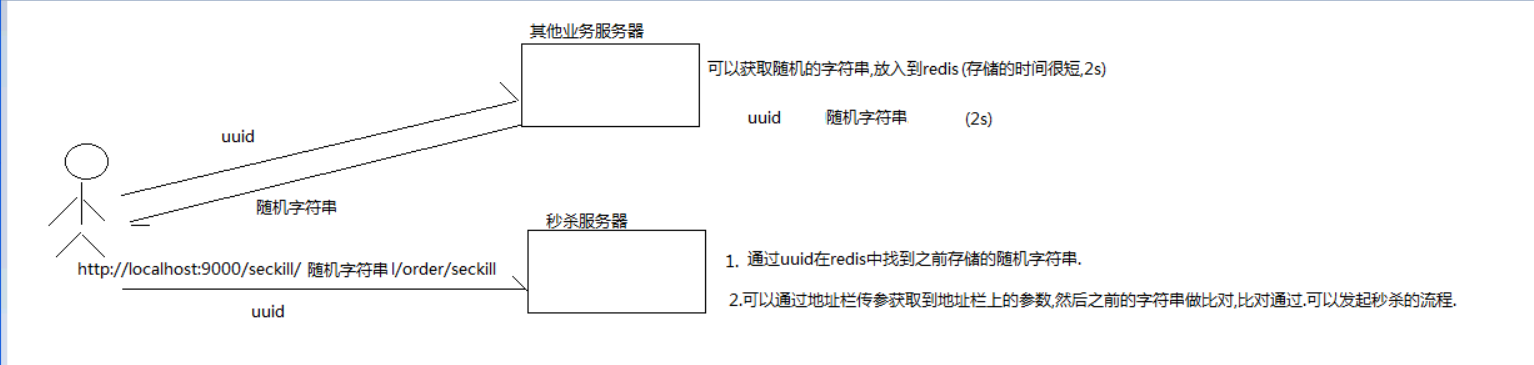 其他业务服务器
可以获取随机的字符串,放入到redis (存储的时间很短,2s)
uuid 随机字符串 (2s)
uuid
随机字符串
秒杀服务器
http://localhost:9000/seckill/ 随机字符串 l/order/seckill
uuid
1. 通过uuid在redis中找到之前存储的随机字符串.
2.可以通过地址栏传参获取到地址栏上的参数,然后之前的字符串做比对,比对通过.可以发起秒杀的流程.